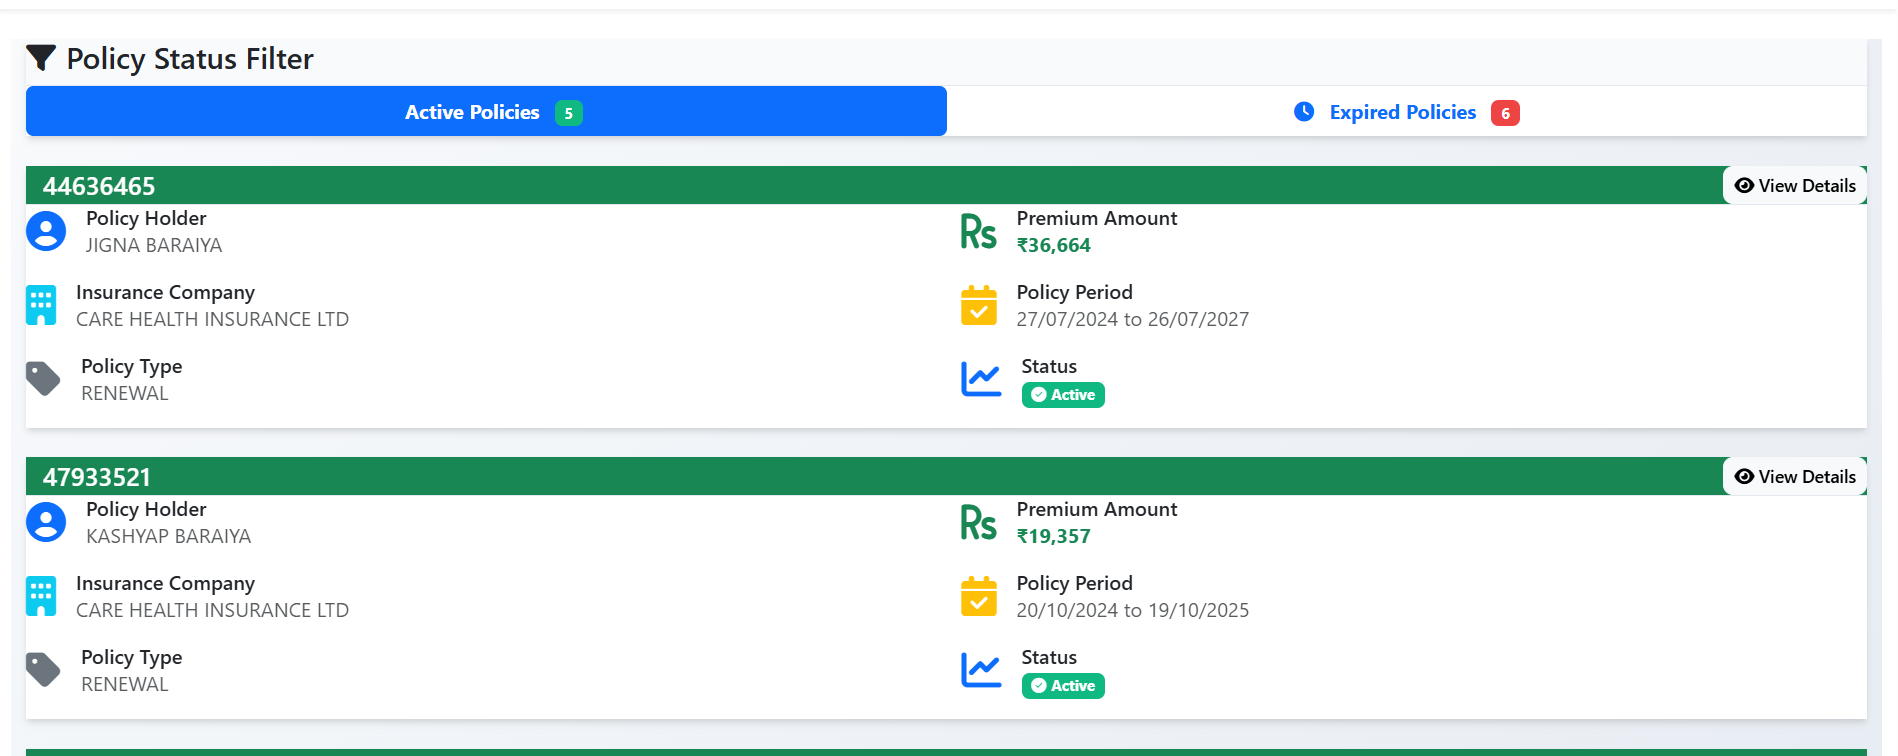 Policy Status Filter
Active Policies 5
Expired Policies 6
44636465
View Details
Policy Holder
JIGNA BARAIYA
Premium Amount
₹36,664
Insurance Company
CARE HEALTH INSURANCE LTD
Policy Period
27/07/2024 to 26/07/2027
Policy Type
RENEWAL
Status
Active
47933521
View Details
Policy Holder
KASHYAP BARAIYA
Premium Amount
₹19,357
Insurance Company
CARE HEALTH INSURANCE LTD
Policy Period
20/10/2024 to 19/10/2025
Policy Type
RENEWAL
Status
Active